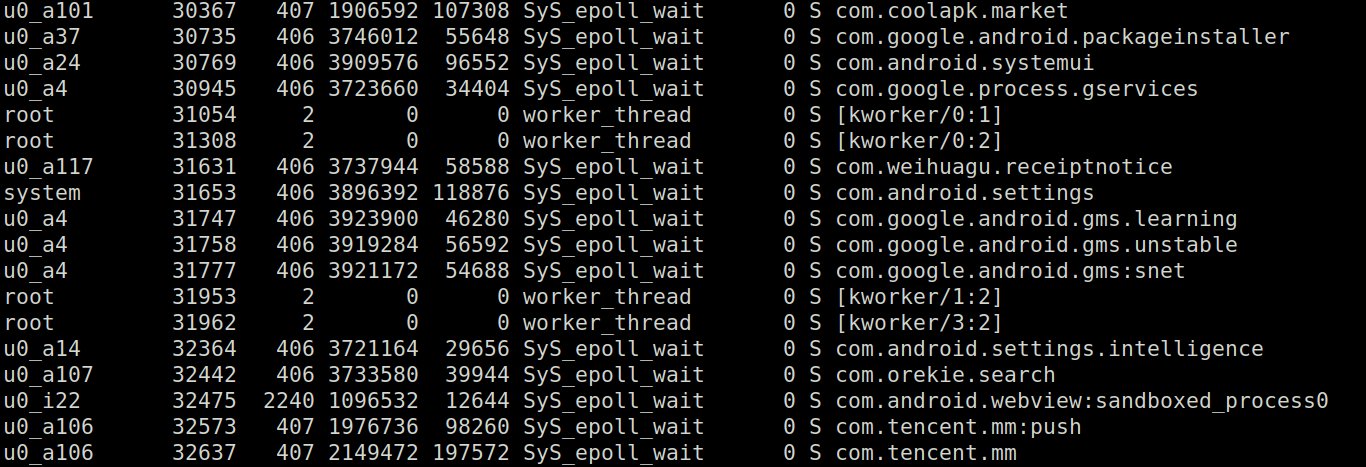 u0_a101 30367 407 1906592 107308 SyS_epoll_wait 0 S com.coolapk.market
u0_a37 30735 406 3746012 55648 SyS_epoll_wait 0 S com.google.android.packageinstaller
u0_a24 30769 406 3909576 96552 SyS_epoll_wait 0 S com.android.systemui
u0_a4 30945 406 3723660 34404 SyS_epoll_wait 0 S com.google.process.gservices
root 31054 2 0 0 worker_thread 0 S [kworker/0:1]
root 31308 2 0 0 worker_thread 0 S [kworker/0:2]
u0_a117 31631 406 3737944 58588 SyS_epoll_wait 0 S com.weihuagu.receiptnotice
system 31653 406 3896392 118876 SyS_epoll_wait 0 S com.android.settings
u0_a4 31747 406 3923900 46280 SyS_epoll_wait 0 S com.google.android.gms.learning
u0_a4 31758 406 3919284 56592 SyS_epoll_wait 0 S com.google.android.gms.unstable
u0_a4 31777 406 3921172 54688 SyS_epoll_wait 0 S com.google.android.gms:snet
root 31953 2 0 0 worker_thread 0 S [kworker/1:2]
root 31962 2 0 0 worker_thread 0 S [kworker/3:2]
u0_a14 32364 406 3721164 29656 SyS_epoll_wait 0 S com.android.settings.intelligence
u0_a107 32442 406 3733580 39944 SyS_epoll_wait 0 S com.orekie.search
u0_i22 32475 2240 1096532 12644 SyS_epoll_wait 0 S com.android.webview:sandboxed_process0
u0_a106 32573 407 1976736 98260 SyS_epoll_wait 0 S com.tencent.mm:push
u0_a106 32637 407 2149472 197572 SyS_epoll_wait 0 S com.tencent.mm